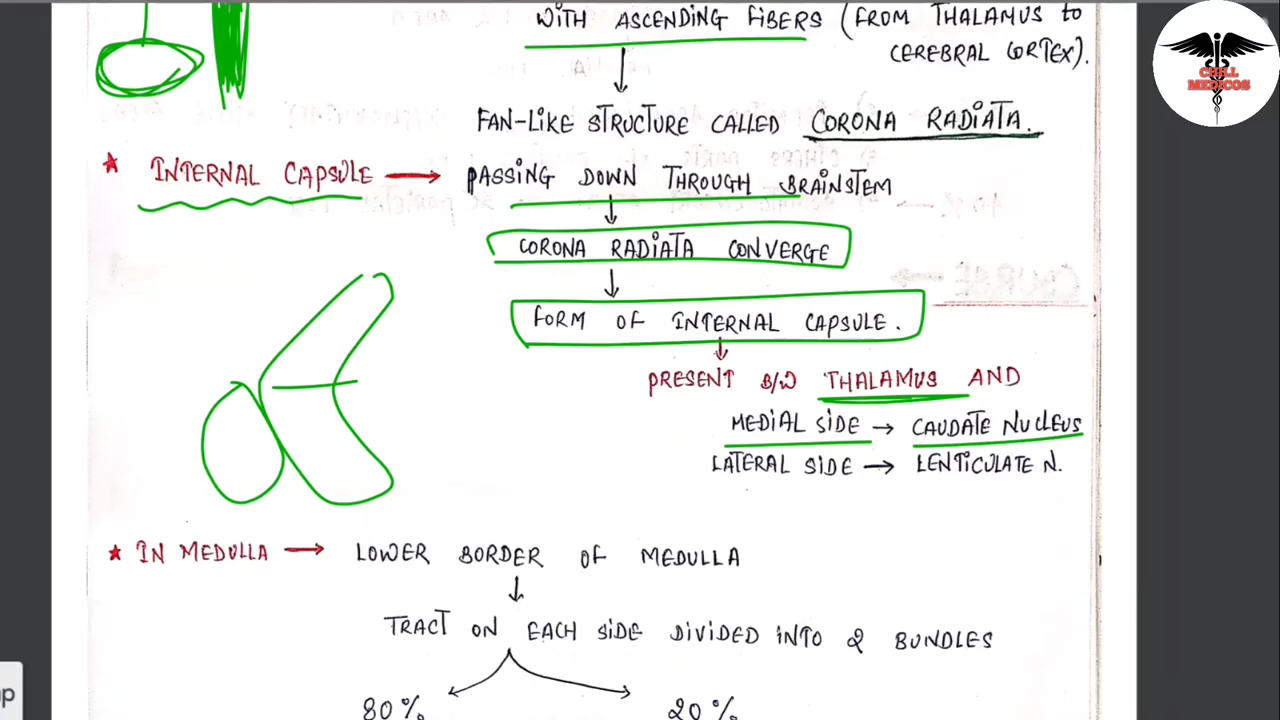 WITH ASCENDING FIBERS (FROM THALAMUS to
CEREBRAL CORTEX).
FAN-LIKE STRUCTURE CALLED CORONA RADIATA.
★ INTERNAL CAPSULE → PASSING DOWN THROUGH BRAINSTEM
CORONA RADIATA CONVERGE
FORM OF INTERNAL CAPSULE.
PRESENT B/W THALAMUS AND
MEDIAL SIDE → CAUDATE NUCLEUS
LATERAL SIDE → LENTICULATE N.
★ IN MEDULLA → LOWER BORDER OF MEDULLA
TRACT ON EACH SIDE DIVIDED INTO 2 BUNDLES
80% 20%
CHILL
MEDICOS